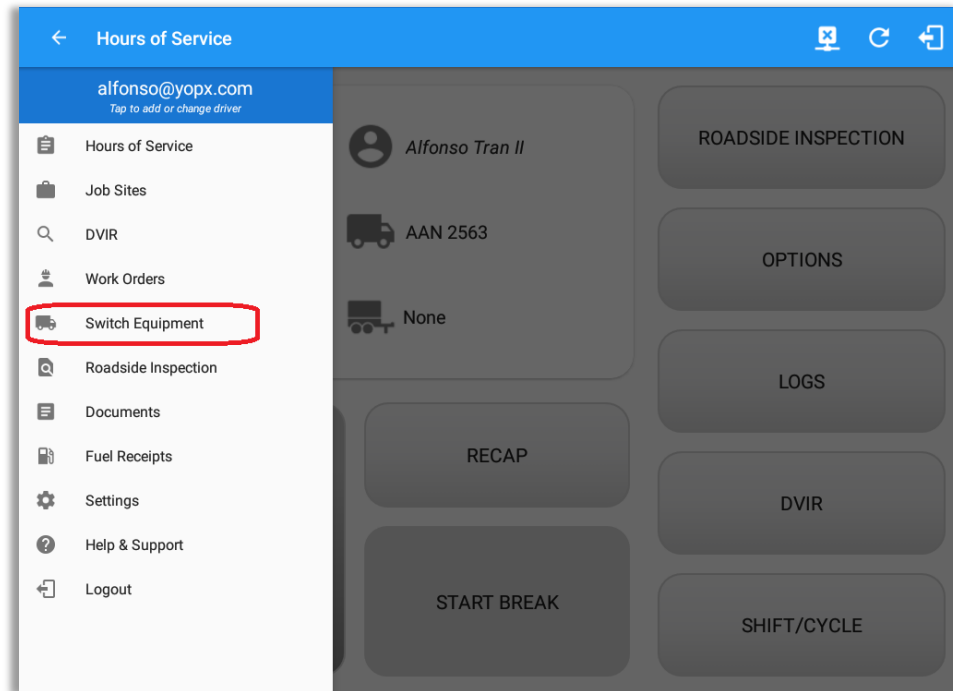 Hours of Service
alfonso@yopx.com
Tap to add or change driver
Hours of Service
Job Sites
DVIR
Work Orders
Switch Equipment
Roadside Inspection
Documents
Fuel Receipts
Settings
Help & Support
Logout
Alfonso Tran II
AAN 2563
None
RECAP
START BREAK
ROADSIDE INSPECTION
OPTIONS
LOGS
DVIR
SHIFT/CYCLE